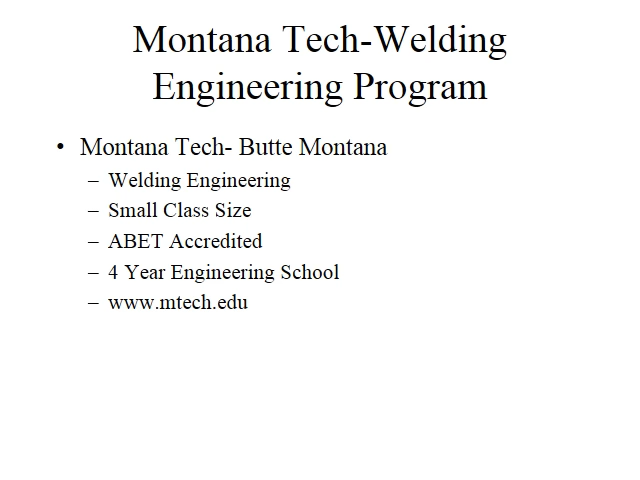 Montana Tech-Welding
Engineering Program
• Montana Tech- Butte Montana
– Welding Engineering
– Small Class Size
– ABET Accredited
– 4 Year Engineering School
– www.mtech.edu